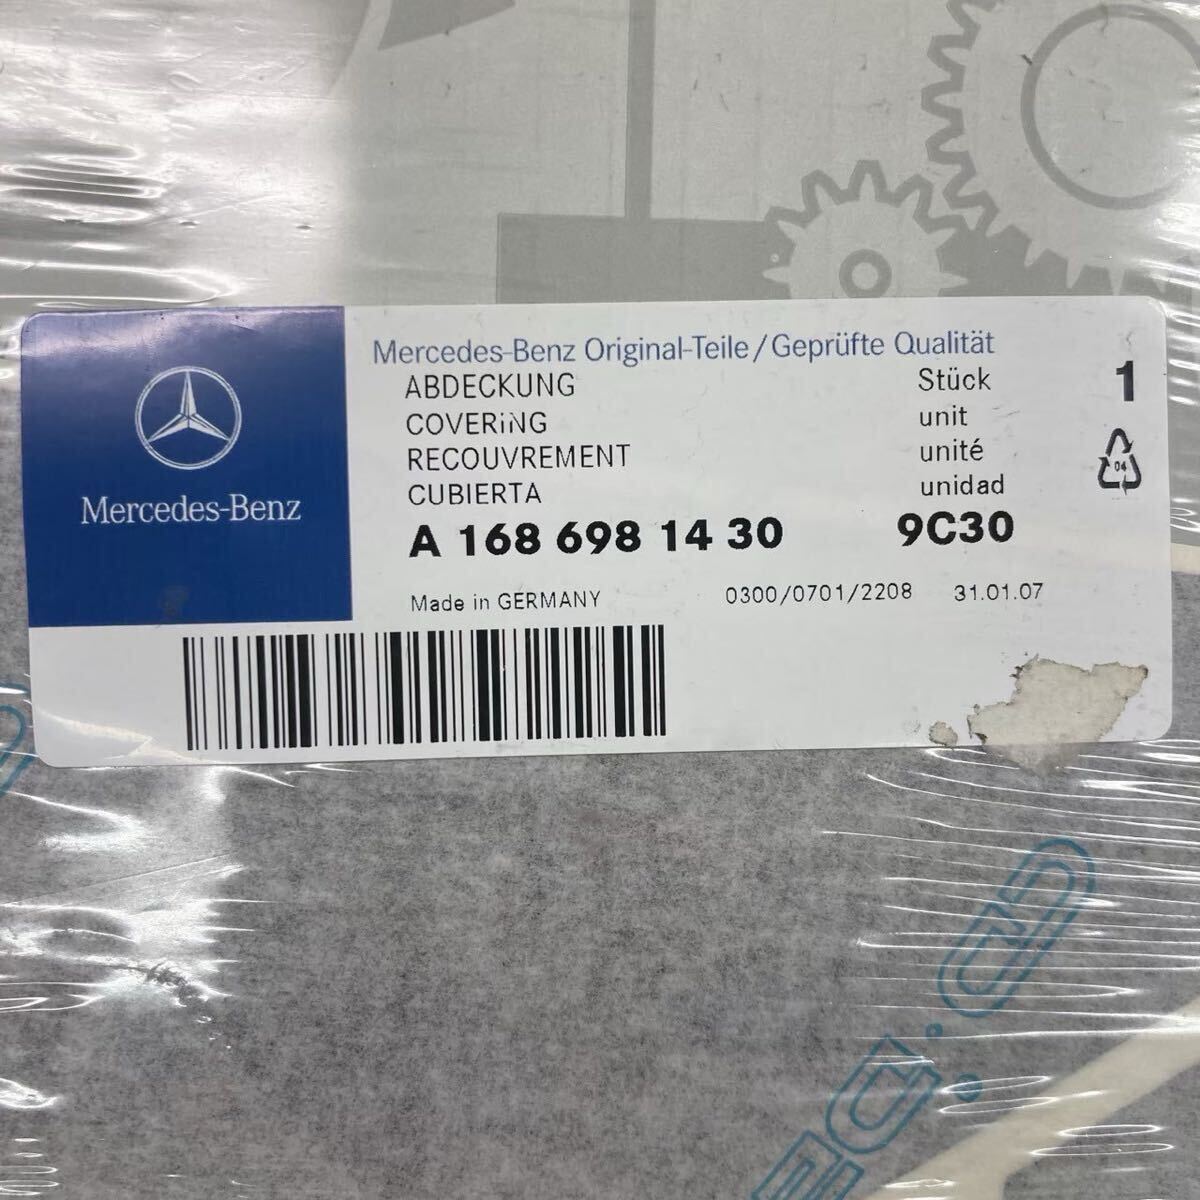 Mercedes-Benz
Mercedes-Benz Original-Teile/Geprüfte Qualität
ABDECKUNG Stück 1
COVERING unit
RECOUVREMENT unité
CUBIERTA unidad
04
A 168 698 14 30 9C30
Made in GERMANY 0300/0701/2208 31.01.07